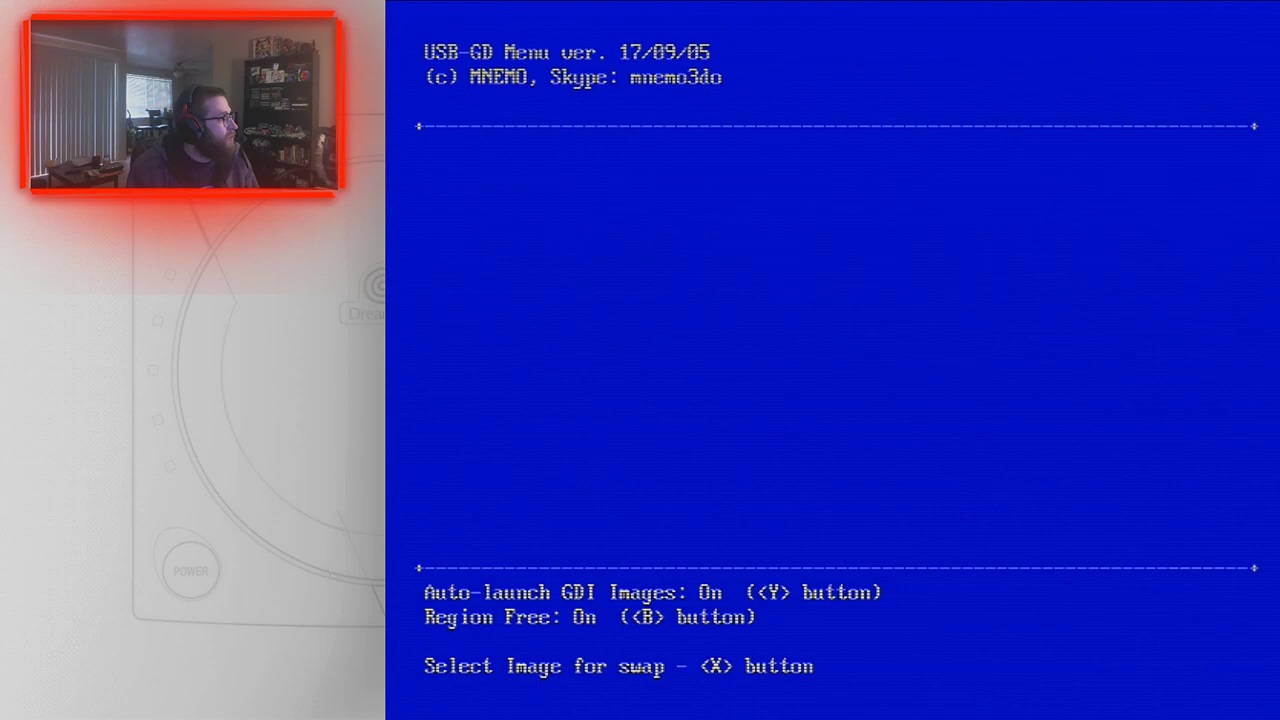 USB-GD Menu ver. 17/09/05
(c) MNEMO, Skype: mnemo3do
Auto-launch GDI Images: On (<Y> button)
Region Free: On (<B> button)
Select Image for swap - <X> button
POWER